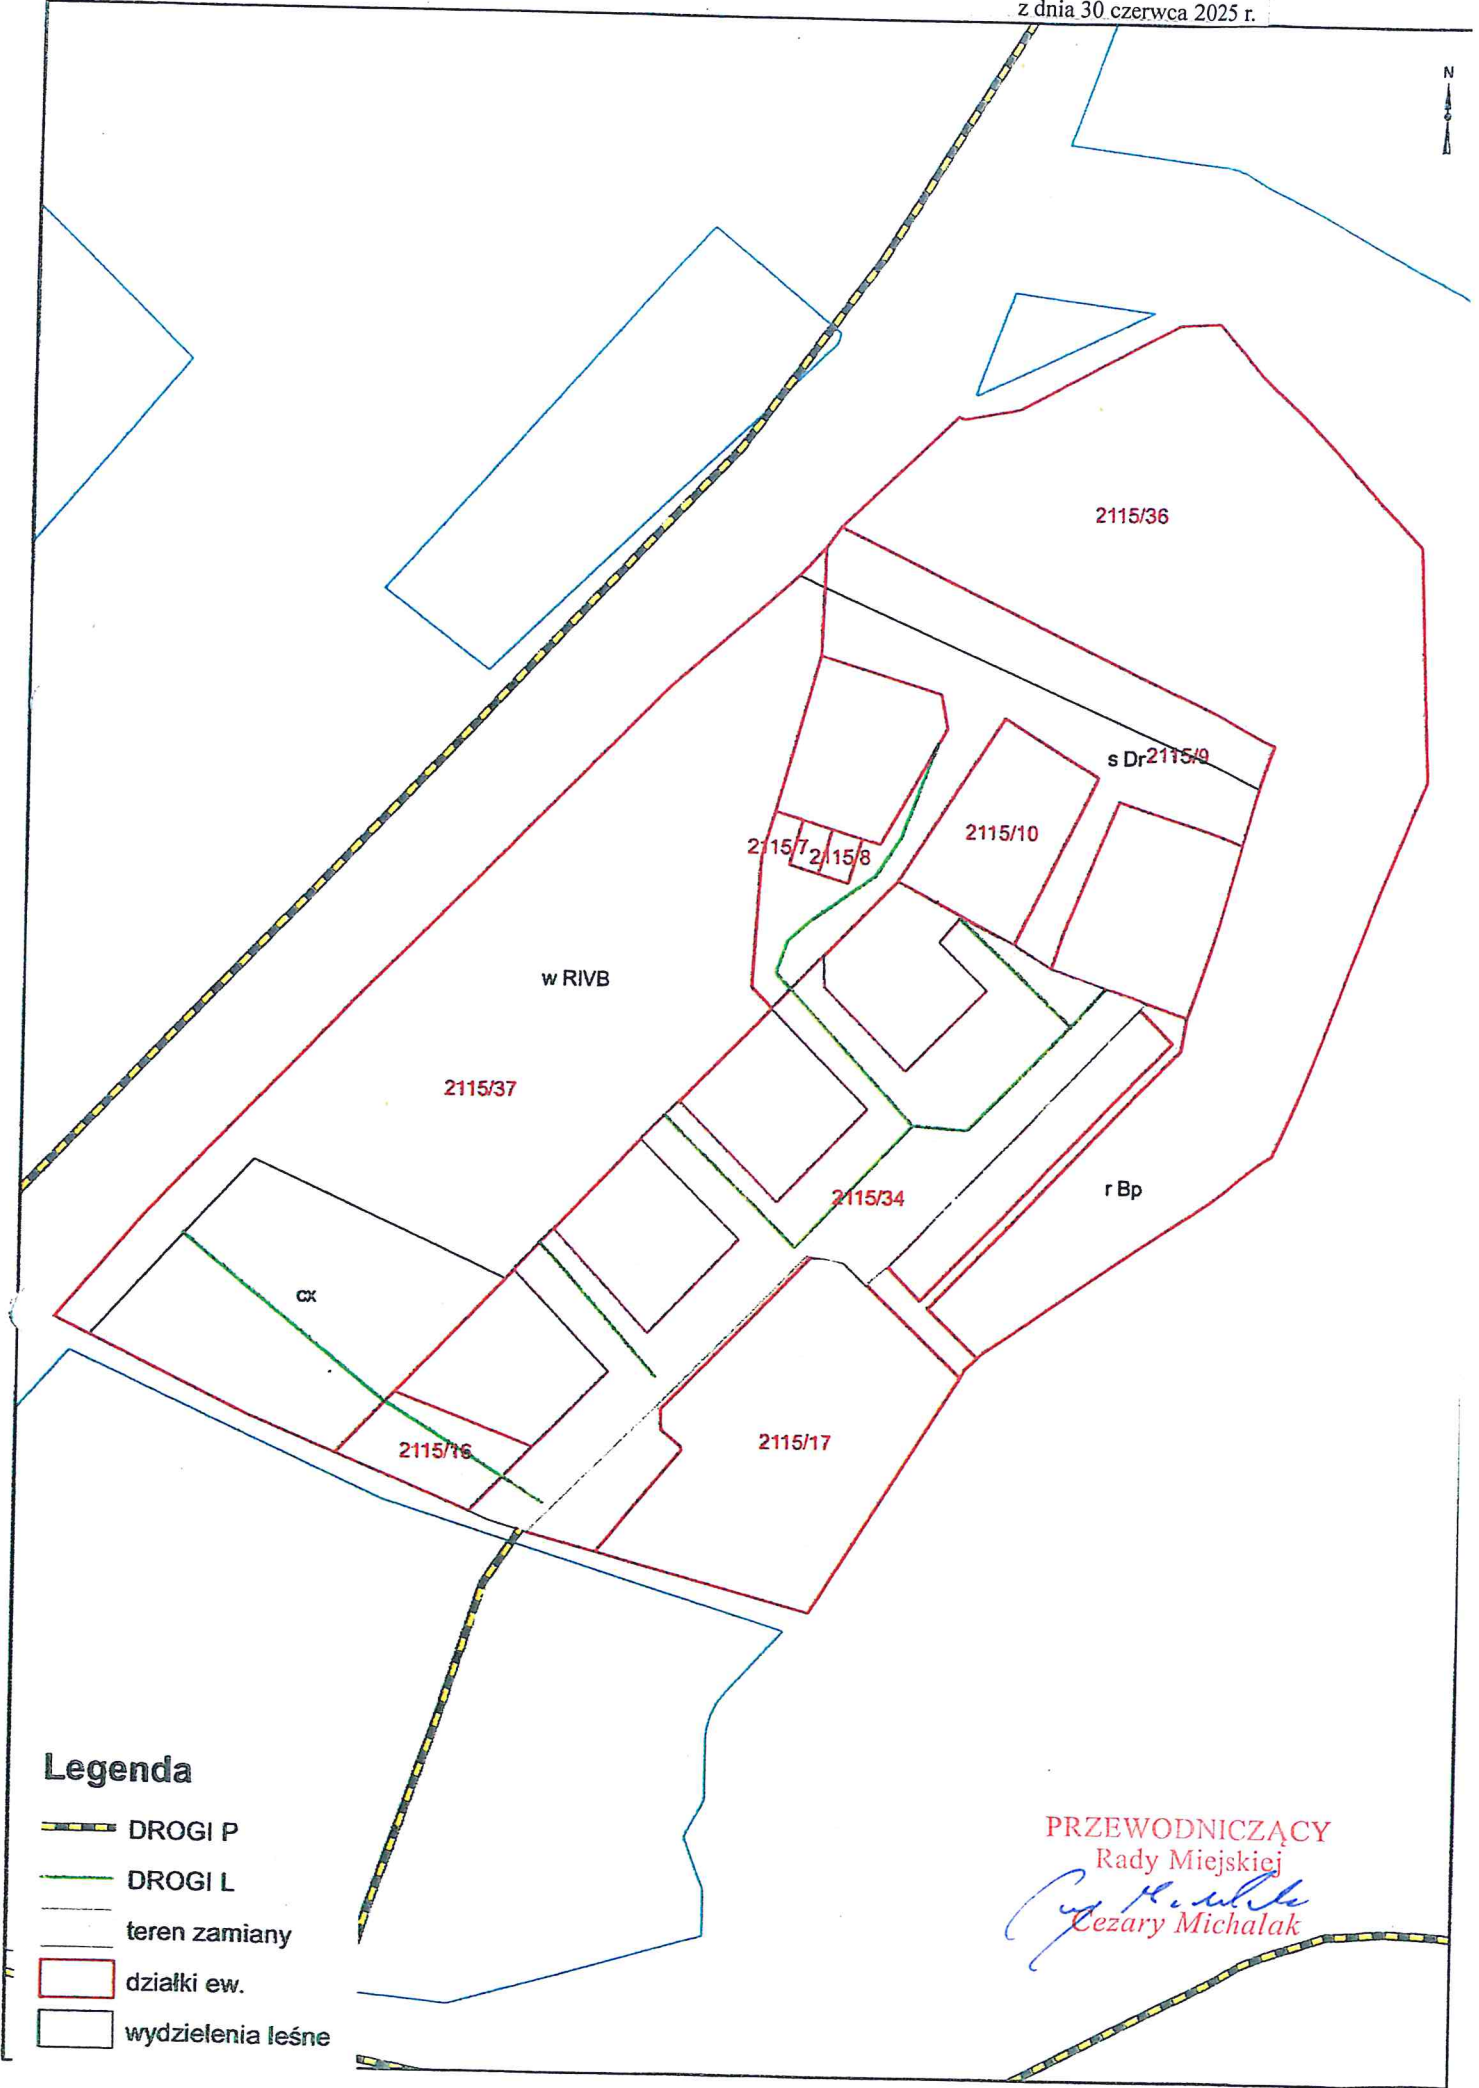 z dnia 30 czerwca 2025 r.
N
2115/36
s Dr 2115/9
2115/10
2115/7 2115/8
w RIVB
2115/37
2115/34
r Bp
cx
2115/16
2115/17
Legenda
DROGI P
DROGI L
teren zamiany
działki ew.
wydzielenia leśne
PRZEWODNICZĄCY
Rady Miejskiej
Cezary Michalak